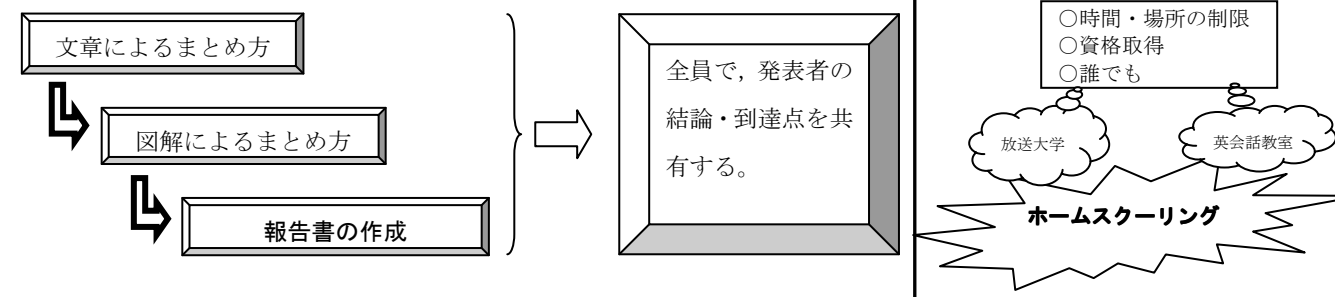 文章によるまとめ方
図解によるまとめ方
報告書の作成
全員で，発表者の
結論・到達点を共
有する。
○時間・場所の制限
○資格取得
○誰でも
放送大学
英会話教室
ホームスクーリング